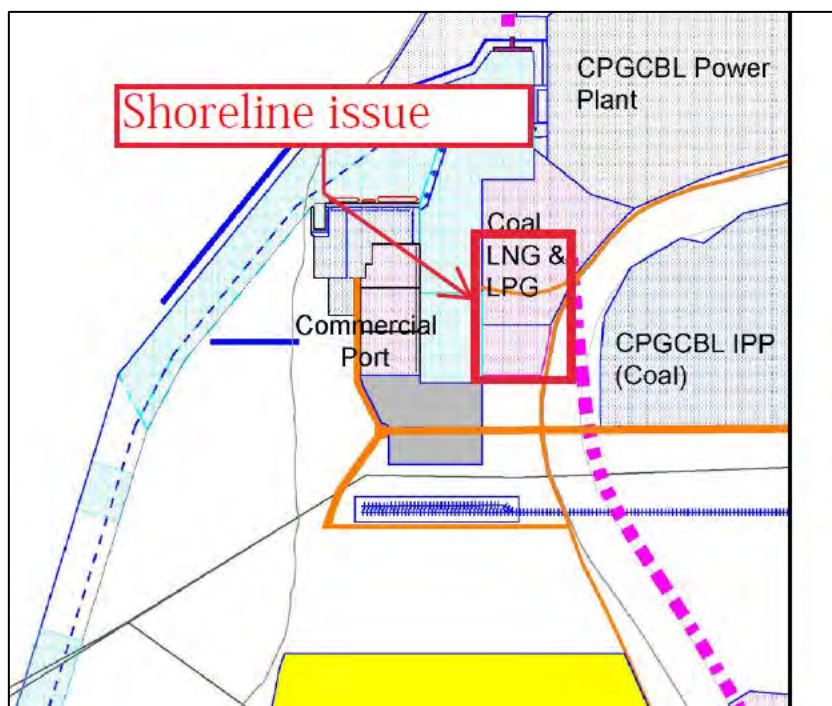 CPGCBL Power
Plant
Shoreline issue
Coal
LNG &
LPG
Commercial
Port
CPGCBL IPP
(Coal)